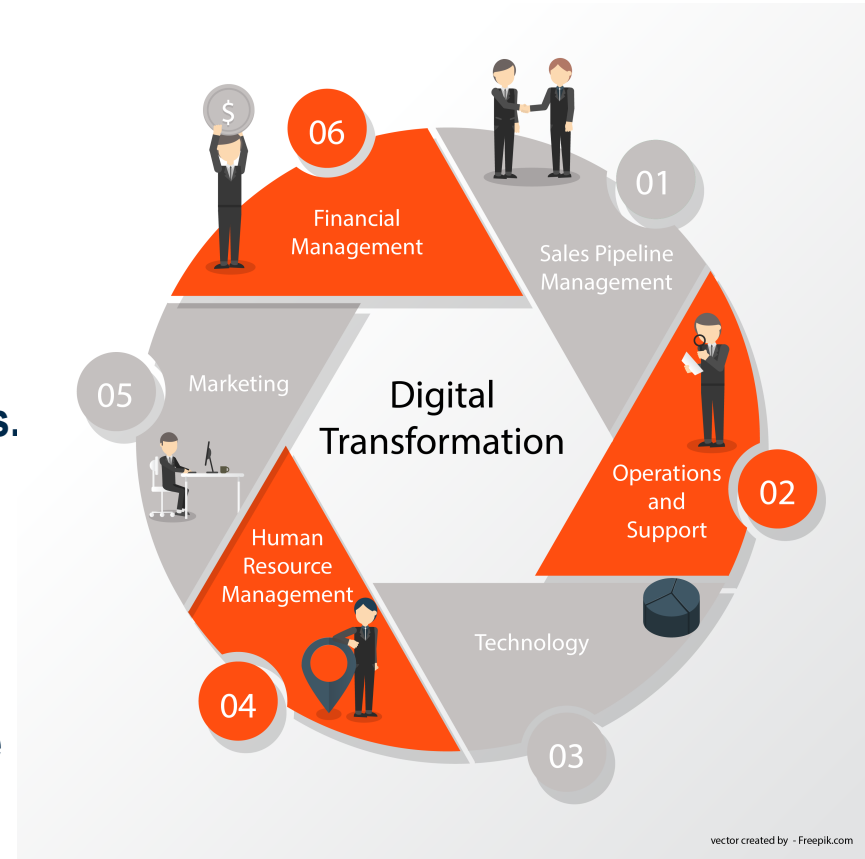 06
$
Financial
Management
01
Sales Pipeline
Management
05
Marketing
s.
Digital
Transformation
Operations
and
Support
02
Human
Resource
Management
Technology
04
03
e
vector created by - Freepik.com